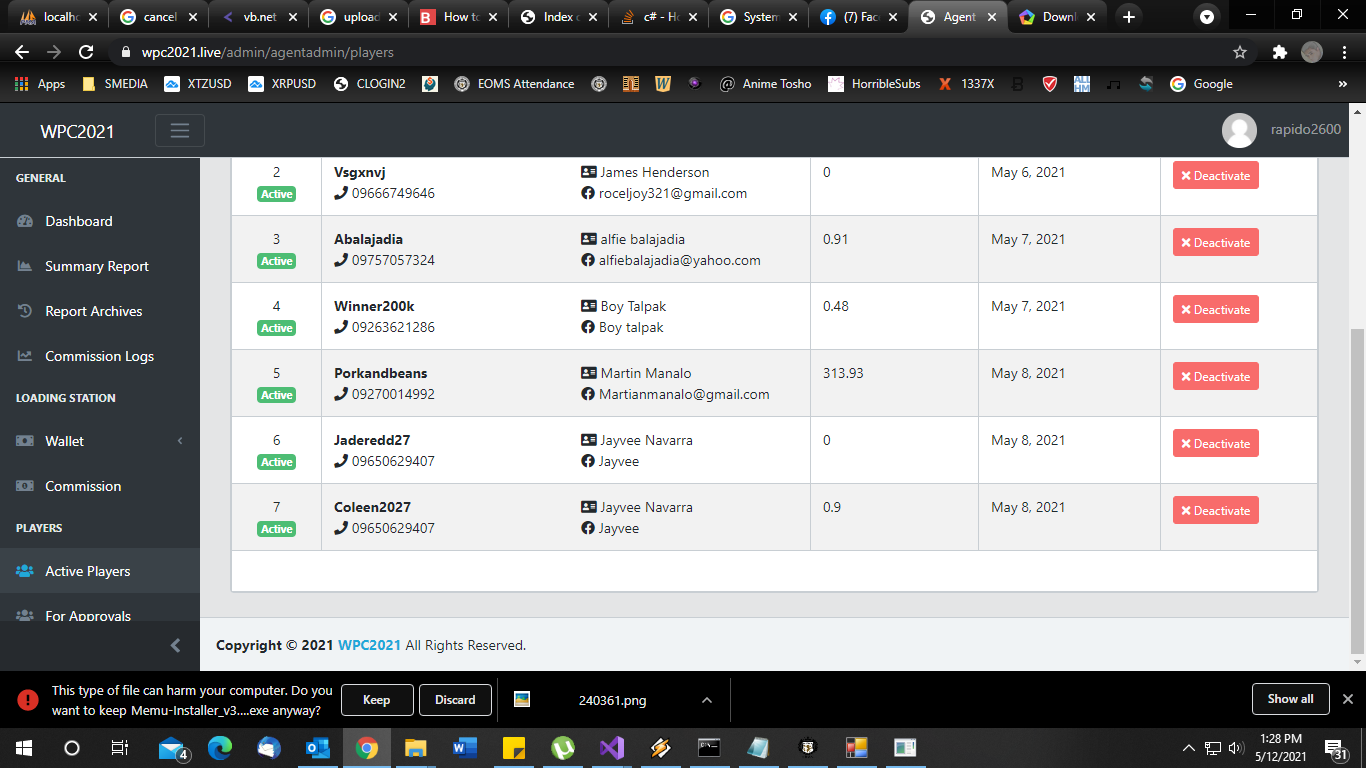 localho
cancel
vb.net
upload
How to
Index o
c# - Ho
System
(7) Fac
Agent
Downl
wpc2021.live/admin/agentadmin/players
Apps SMEDIA XTZUSD XRPUSD CLOGIN2 EOMS Attendance Anime Tosho HorribleSubs 1337X Google »
WPC2021
rapido2600
GENERAL
Dashboard
Summary Report
Report Archives
Commission Logs
LOADING STATION
Wallet
Commission
PLAYERS
Active Players
For Approvals
2 Vsgxnvj James Henderson 0 May 6, 2021 Deactivate
Active 09666749646 roceljoy321@gmail.com
3 Abalajadia alfie balajadia 0.91 May 7, 2021 Deactivate
Active 09757057324 alfiebalajadia@yahoo.com
4 Winner200k Boy Talpak 0.48 May 7, 2021 Deactivate
Active 09263621286 Boy talpak
5 Porkandbeans Martin Manalo 313.93 May 8, 2021 Deactivate
Active 09270014992 Martianmanalo@gmail.com
6 Jaderedd27 Jayvee Navarra 0 May 8, 2021 Deactivate
Active 09650629407 Jayvee
7 Coleen2027 Jayvee Navarra 0.9 May 8, 2021 Deactivate
Active 09650629407 Jayvee
Copyright © 2021 WPC2021 All Rights Reserved.
This type of file can harm your computer. Do you
want to keep Memu-Installer_v3....exe anyway?
Keep
Discard
240361.png
Show all
4
1:28 PM
5/12/2021
31